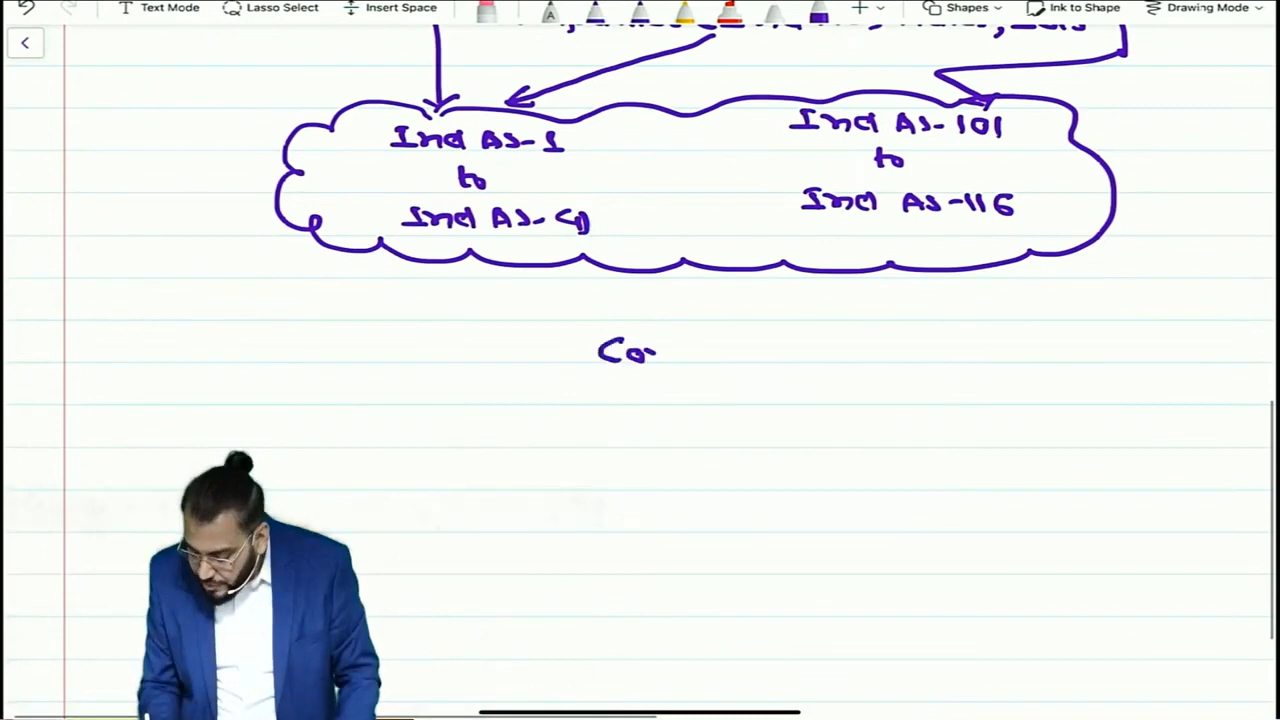 Text Mode Lasso Select Insert Space Shapes Ink to Shape Drawing Mode
Ind AS-1
to
Ind AS-41
Ind AS-101
to
Ind AS-116
Co